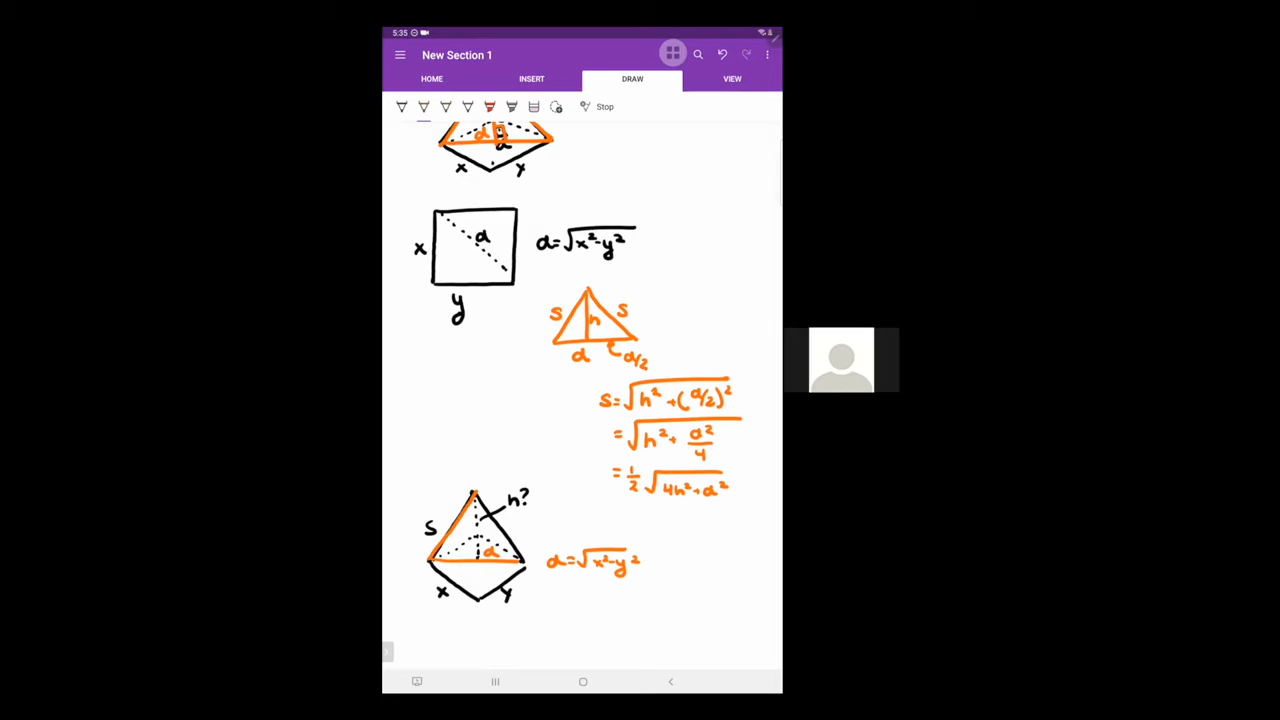 5:35
New Section 1
HOME INSERT DRAW VIEW
Stop
d
d
x y
x
d
d=√x²-y²
y
s s
h
d d/2
s=√h²+(d/2)²
=√h²+d²/4
=1/2√4h²+d²
h?
s
d
d=√x²-y²
x y